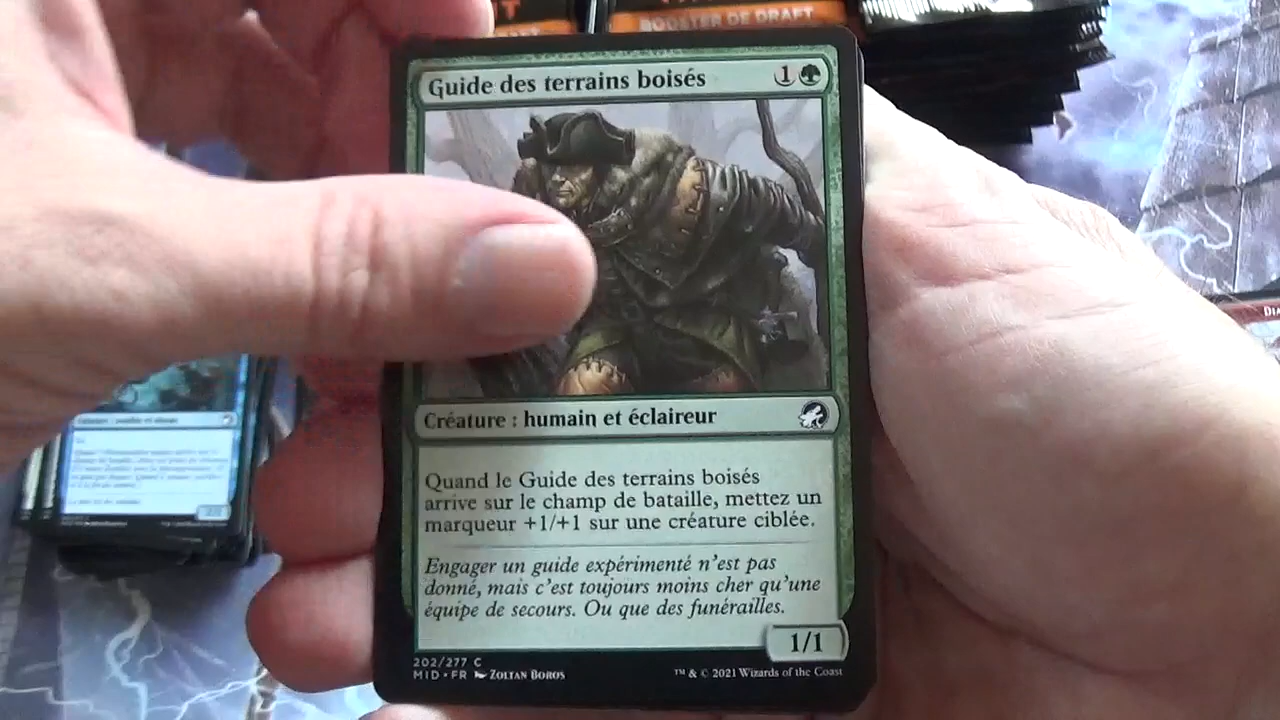 BOOSTER DE DRAFT
Guide des terrains boisés
1
Créature : humain et éclaireur
Quand le Guide des terrains boisés
arrive sur le champ de bataille, mettez un
marqueur +1/+1 sur une créature ciblée.
Engager un guide expérimenté n'est pas
donné, mais c'est toujours moins cher qu'une
équipe de secours. Ou que des funérailles.
1/1
202/277 C
MID • FR ZOLTAN BOROS
™ & © 2021 Wizards of the Coast